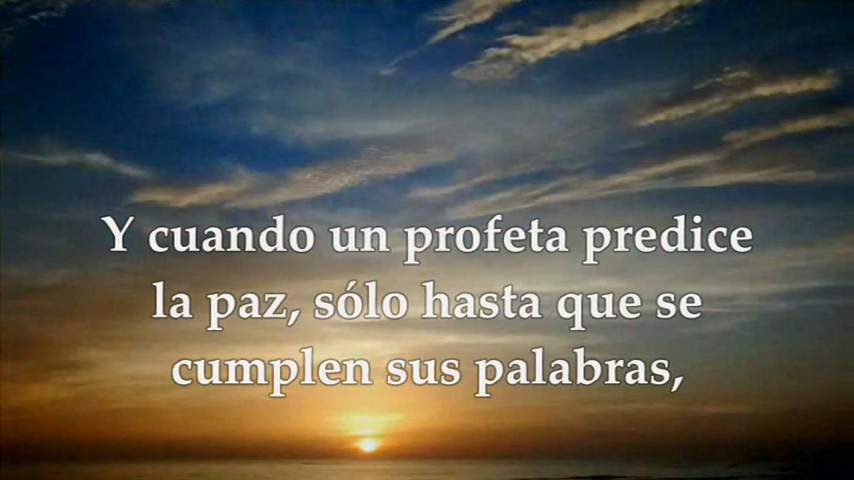 Y cuando un profeta predice
la paz, sólo hasta que se
cumplen sus palabras,